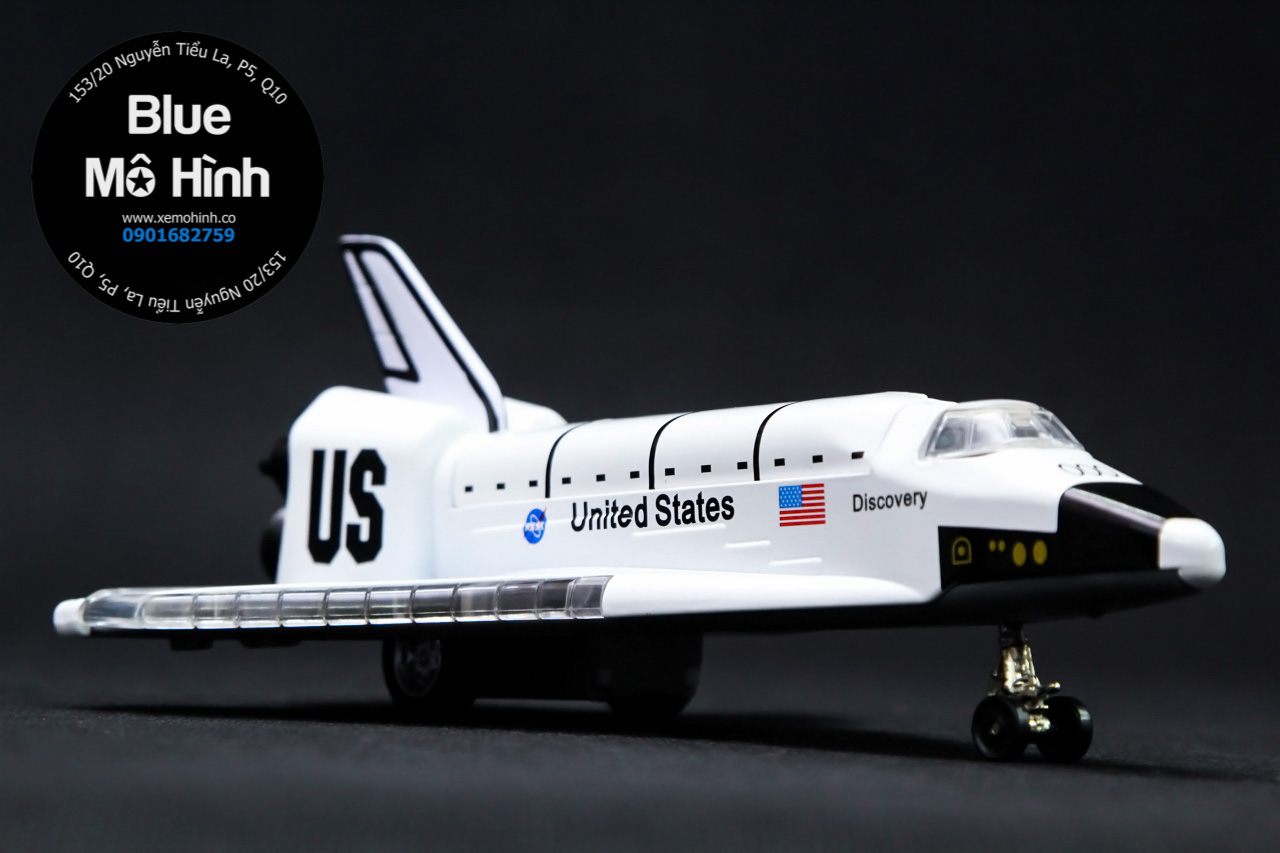 153/20 Nguyễn Tiểu La, P5, Q10
Blue
Mô Hình
www.xemohinh.co
0901682759
153/20 Nguyễn Tiểu La, P5, Q10
US
NASA
United States
Discovery